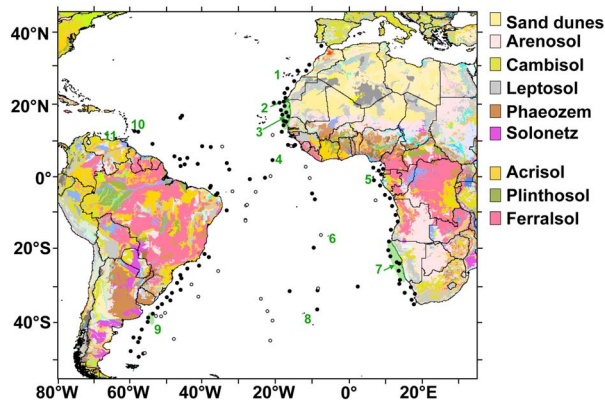 40°N
20°N
0°
20°S
40°S
80°W
60°W
40°W
20°W
0°
20°E
1
2
3
4
5
6
7
8
9
10
11
Sand dunes
Arenosol
Cambisol
Leptosol
Phaeozem
Solonetz
Acrisol
Plinthosol
Ferralsol